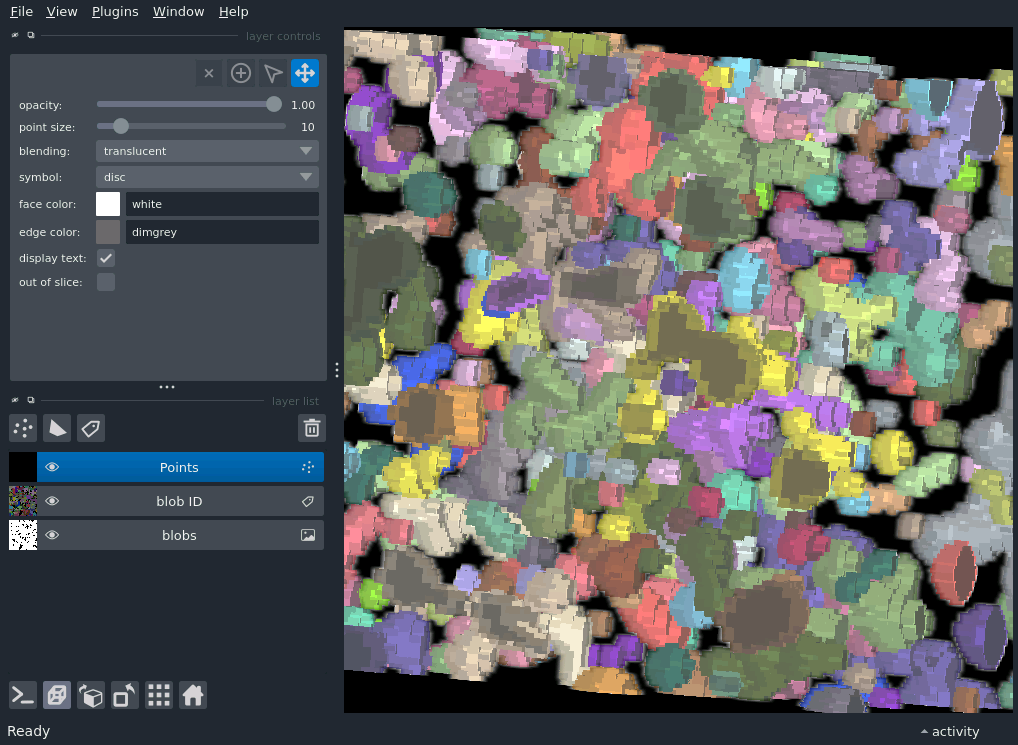 File View Plugins Window Help
layer controls
opacity: 1.00
point size: 10
blending: translucent
symbol: disc
face color: white
edge color: dimgrey
display text:
out of slice:
layer list
Points
blob ID
blobs
Ready
activity